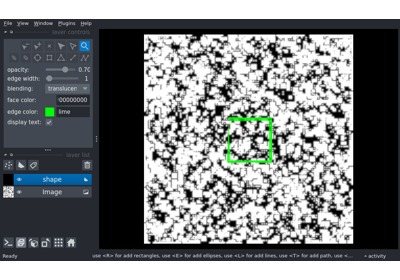 File View Window Plugins Help
layer controls
opacity: 0.70
edge width: 1
blending: translucen
face color: 00000000
edge color: lime
display text:
layer list
shape
Image
Ready use <R> for add rectangles, use <E> for add ellipses, use <L> for add lines, use <T> for add path, use <... activity